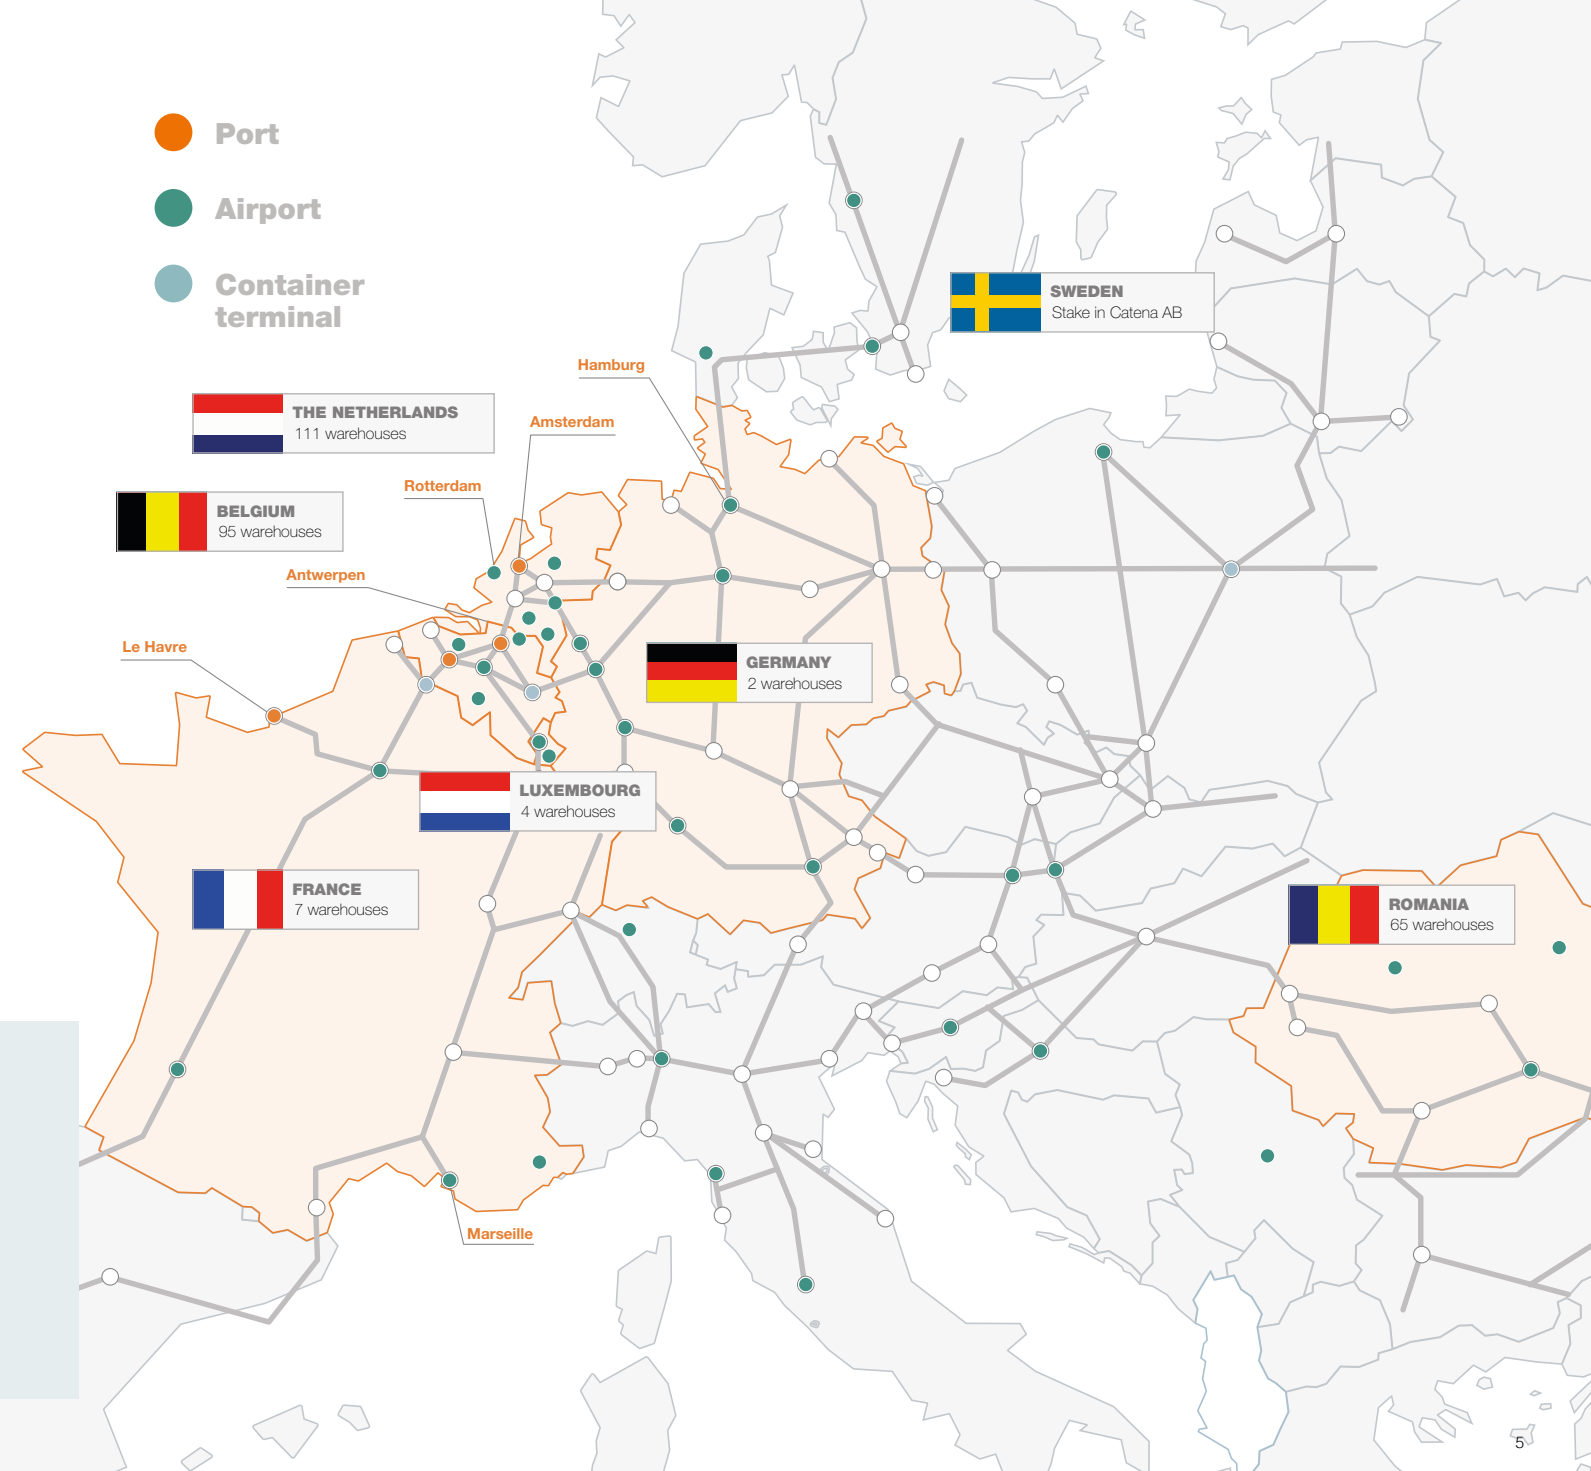 Port
Airport
Container
terminal
SWEDEN
Stake in Catena AB
Hamburg
THE NETHERLANDS
111 warehouses
Amsterdam
Rotterdam
BELGIUM
95 warehouses
Antwerpen
Le Havre
GERMANY
2 warehouses
LUXEMBOURG
4 warehouses
FRANCE
7 warehouses
ROMANIA
65 warehouses
Marseille
5